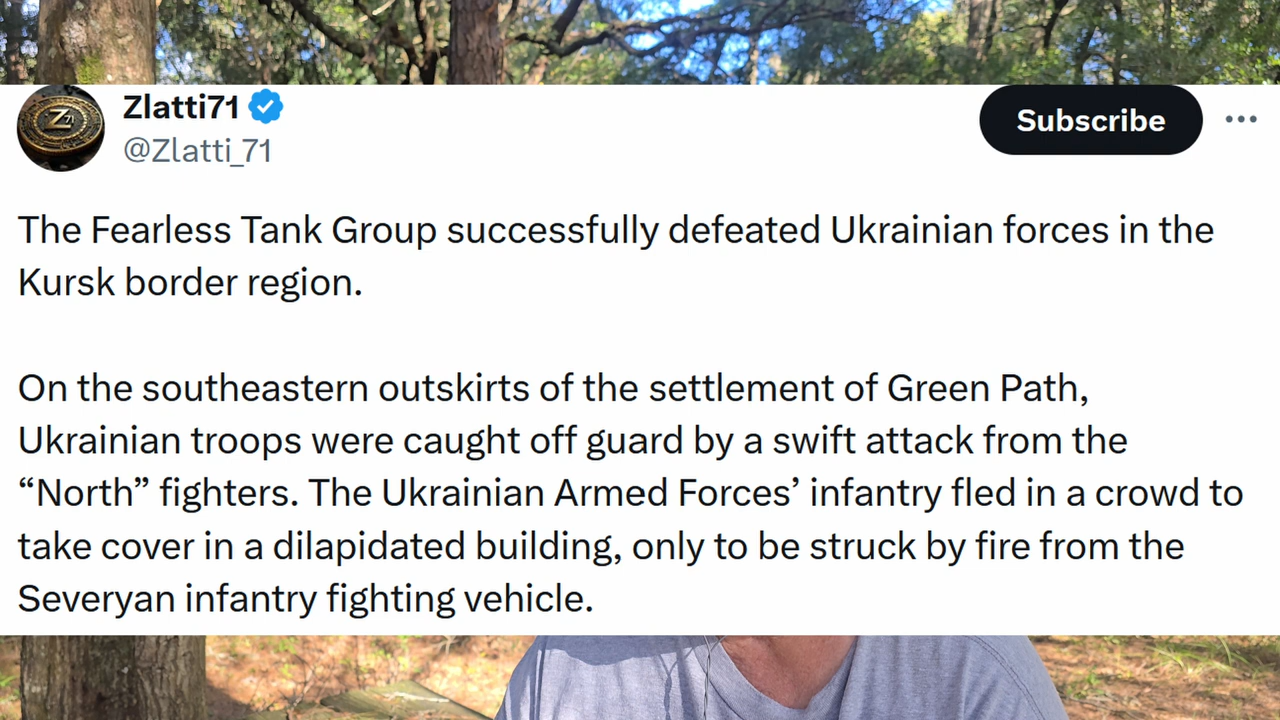 Zlatti71
@Zlatti_71
Subscribe
The Fearless Tank Group successfully defeated Ukrainian forces in the
Kursk border region.
On the southeastern outskirts of the settlement of Green Path,
Ukrainian troops were caught off guard by a swift attack from the
“North” fighters. The Ukrainian Armed Forces’ infantry fled in a crowd to
take cover in a dilapidated building, only to be struck by fire from the
Severyan infantry fighting vehicle.